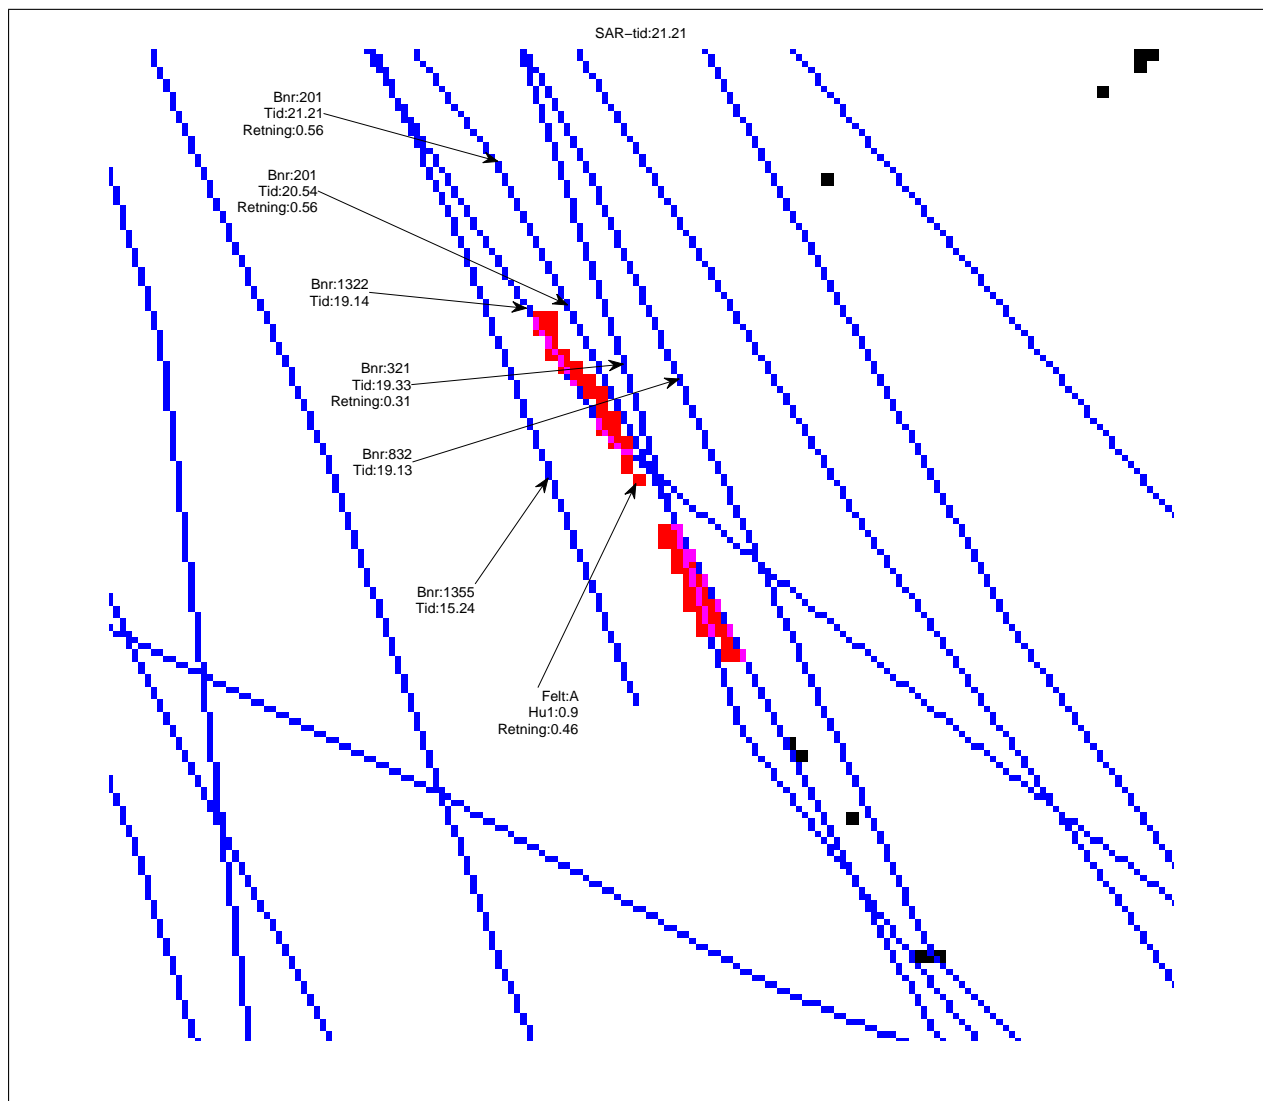 SAR−tid:21.21
Bnr:201
Tid:21.21
Retning:0.56
Bnr:201
Tid:20.54
Retning:0.56
Bnr:1322
Tid:19.14
Bnr:321
Tid:19.33
Retning:0.31
Bnr:832
Tid:19.13
Bnr:1355
Tid:15.24
Felt:A
Hu1:0.9
Retning:0.46